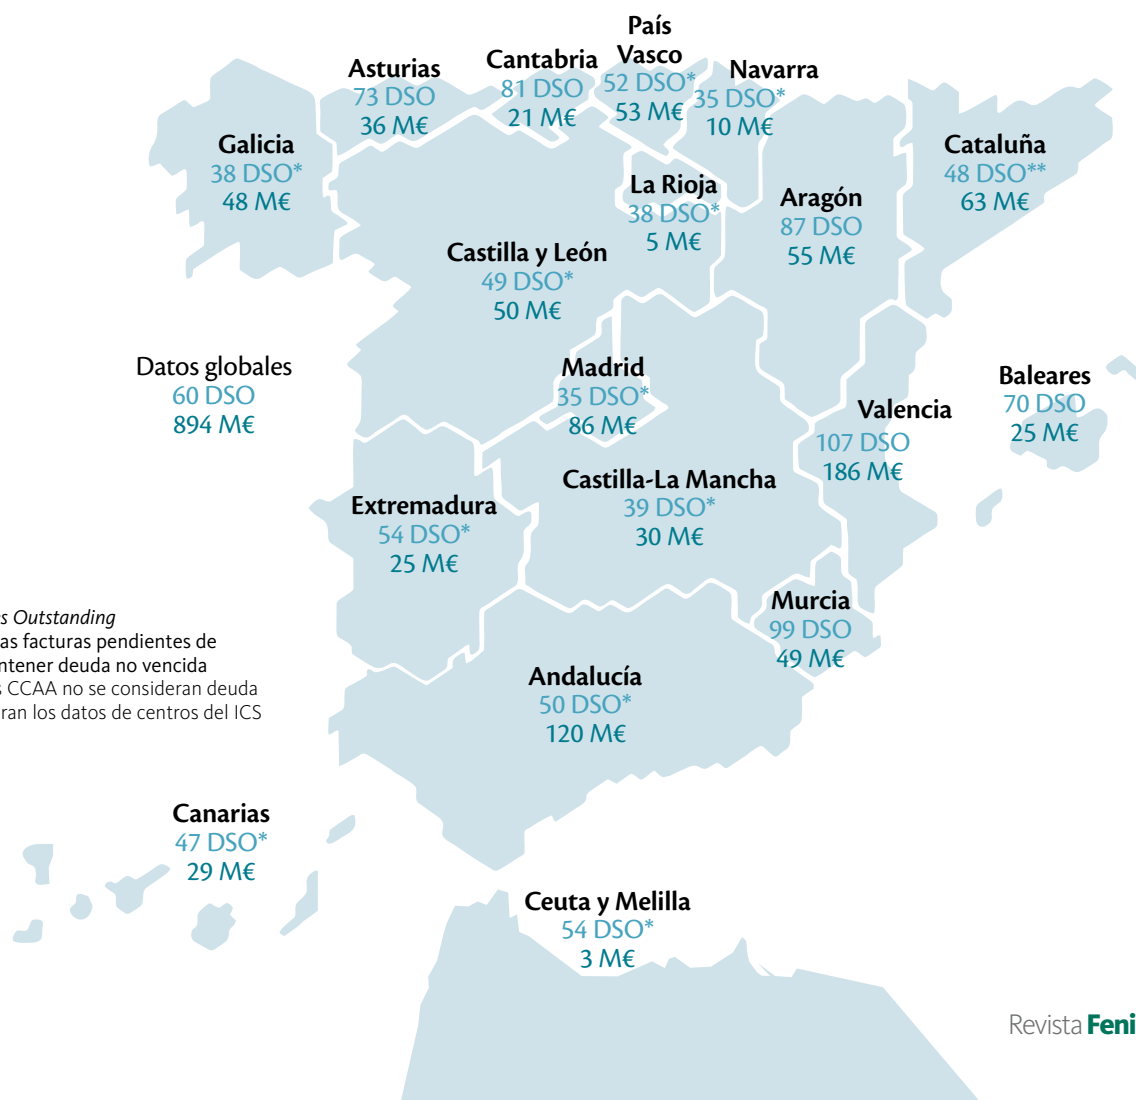 País
Vasco
52 DSO*
53 M€
Asturias
73 DSO
36 M€
Cantabria
81 DSO
21 M€
Navarra
35 DSO*
10 M€
Galicia
38 DSO*
48 M€
Cataluña
48 DSO**
63 M€
La Rioja
38 DSO*
5 M€
Aragón
87 DSO
55 M€
Castilla y León
49 DSO*
50 M€
Datos globales
60 DSO
894 M€
Madrid
35 DSO*
86 M€
Baleares
70 DSO
25 M€
Valencia
107 DSO
186 M€
Castilla-La Mancha
39 DSO*
30 M€
Extremadura
54 DSO*
25 M€
Outstanding
facturas pendientes de
deuda no vencida
CCAA no se consideran deuda
los datos de centros del ICS
Murcia
99 DSO
49 M€
Andalucía
50 DSO*
120 M€
Canarias
47 DSO*
29 M€
Ceuta y Melilla
54 DSO*
3 M€
Revista Feni